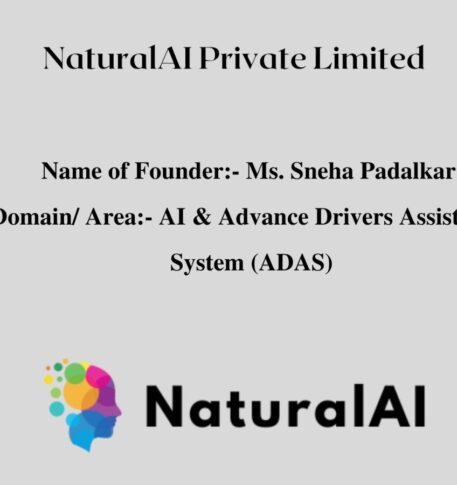 NaturalAI Private Limited
Name of Founder:- Ms. Sneha Padalkar
Domain/ Area:- AI & Advance Drivers Assist
System (ADAS)
NaturalAI